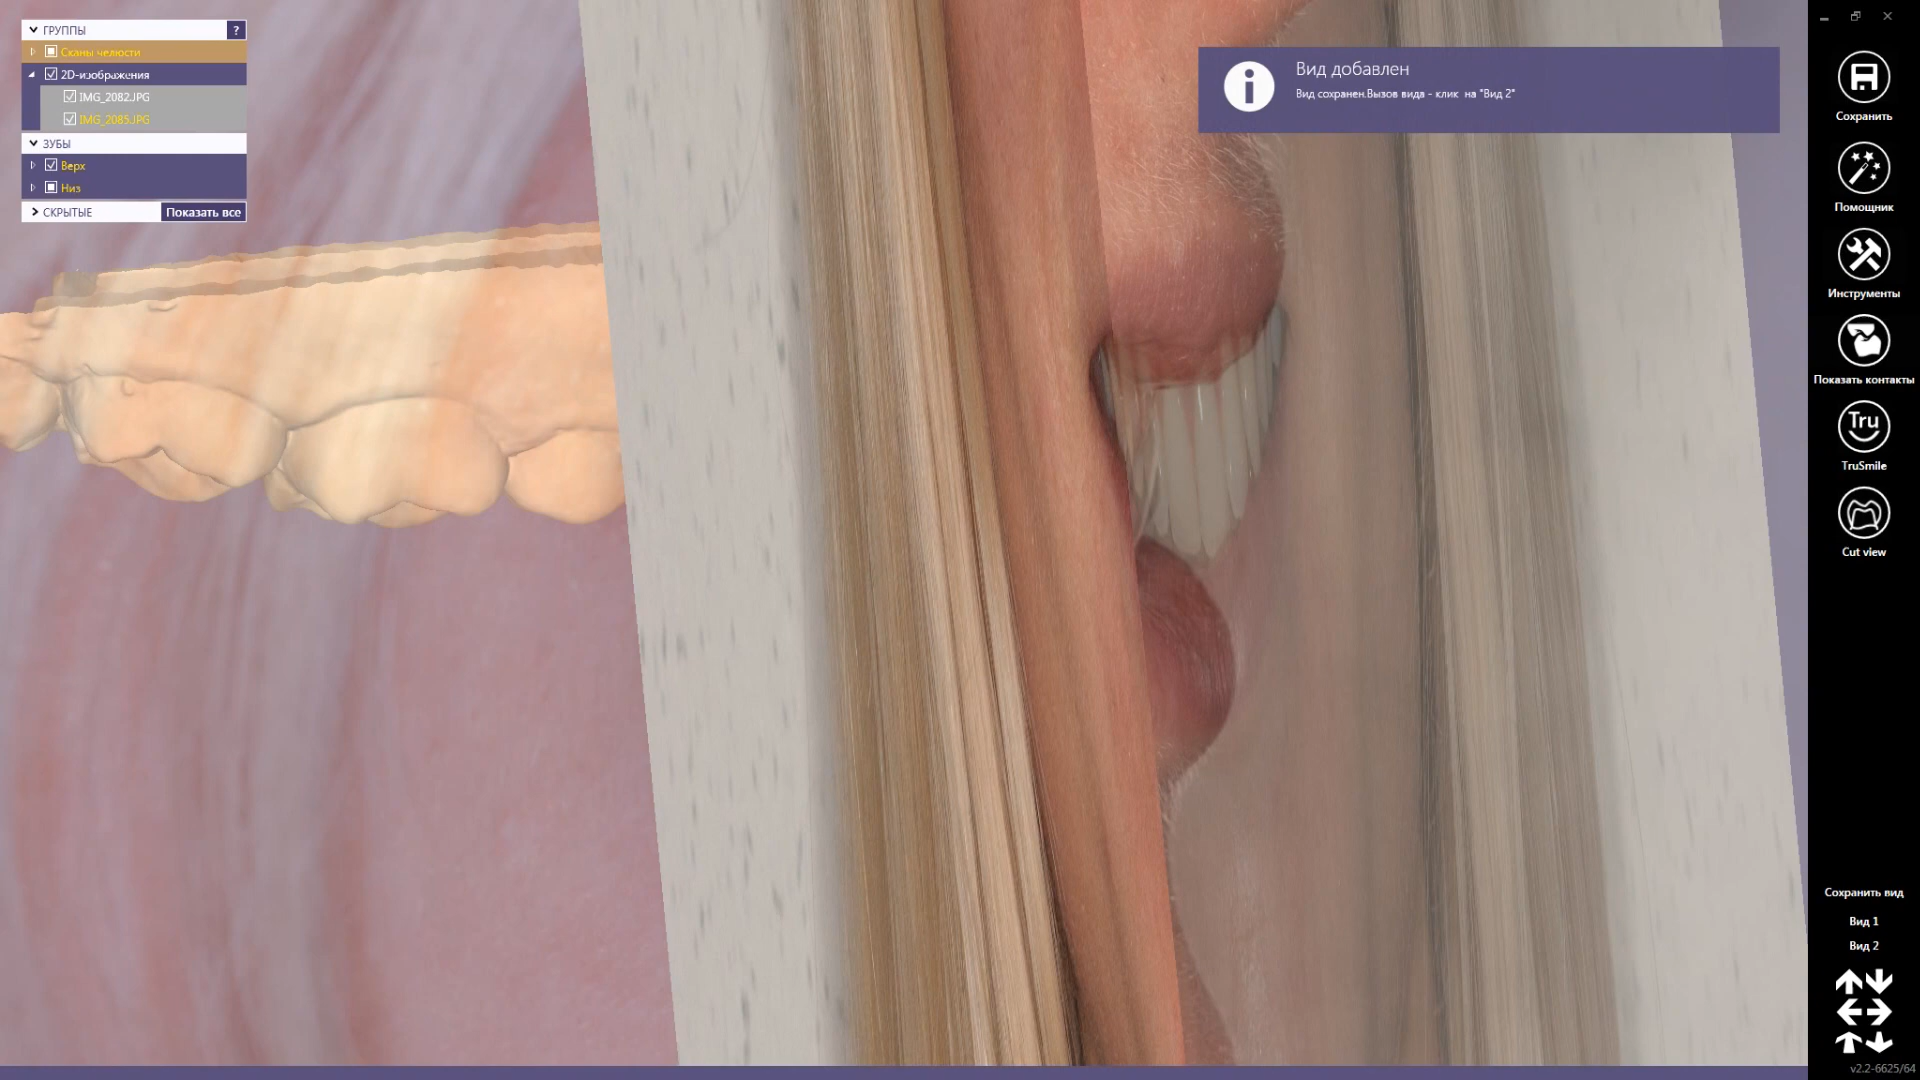 ГРУППЫ
?
Сканы челюсти
2D-изображения
IMG_2082.JPG
IMG_2085.JPG
ЗУБЫ
Верх
Низ
СКРЫТЫЕ
Показать все
Вид добавлен
Вид сохранен.Вызов вида - клик на "Вид 2"
Сохранить
Помощник
Инструменты
Показать контакты
Tru
TruSmile
Cut view
Сохранить вид
Вид 1
Вид 2
v2.2-6625/64